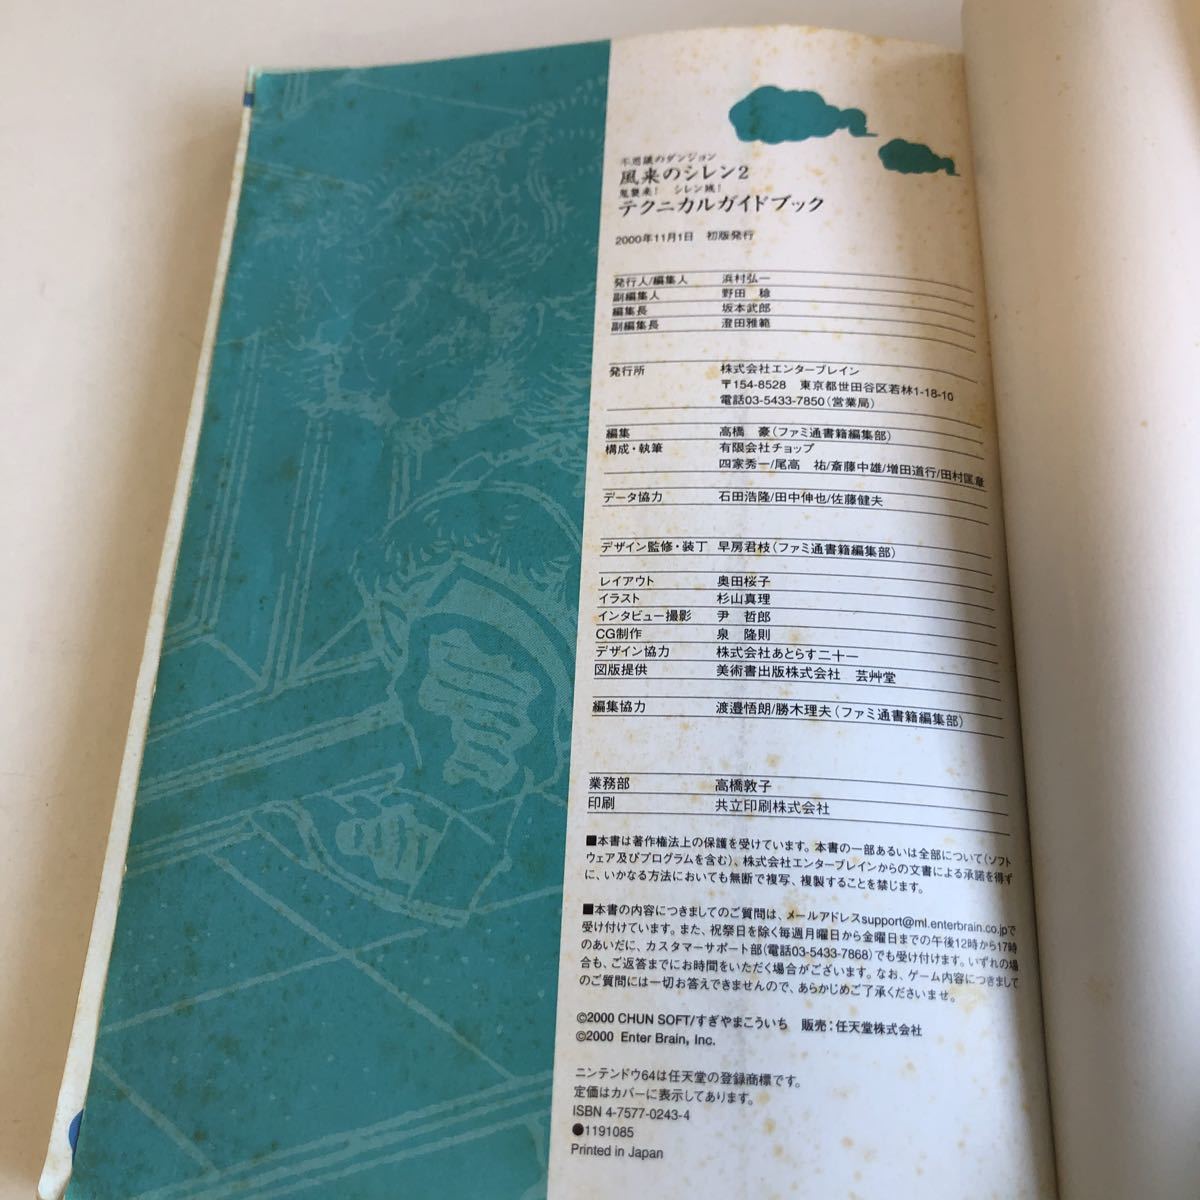 不思議のダンジョン
風来のシレン2
鬼襲来！ シレン城！
テクニカルガイドブック
2000年11月1日 初版発行
発行人/編集人 浜村弘一
副編集人 野田 稔
編集長 坂本武郎
副編集長 澄田雅範
発行所 株式会社エンターブレイン
〒154-8528 東京都世田谷区若林1-18-10
電話03-5433-7850（営業局）
編集 高橋 豪（ファミ通書籍編集部）
構成・執筆 有限会社チョップ
四家秀一/尾高 祐/斎藤中雄/増田道行/田村匡章
データ協力 石田浩隆/田中伸也/佐藤健夫
デザイン監修・装丁 早房君枝（ファミ通書籍編集部）
レイアウト 奥田桜子
イラスト 杉山真理
インタビュー撮影 尹 哲郎
CG制作 泉 隆則
デザイン協力 株式会社あとらす二十一
図版提供 美術書出版株式会社 芸艸堂
編集協力 渡邉悟朗/勝木理夫（ファミ通書籍編集部）
業務部 高橋敦子
印刷 共立印刷株式会社
■本書は著作権法上の保護を受けています。本書の一部あるいは全部について（ソフト
ウェア及びプログラムを含む）、株式会社エンターブレインからの文書による承諾を得ず
に、いかなる方法においても無断で複写、複製することを禁じます。
■本書の内容につきましてのご質問は、メールアドレスsupport@ml.enterbrain.co.jpで
受け付けています。また、祝祭日を除く毎週月曜日から金曜日までの午後12時から17時
のあいだに、カスタマーサポート部（電話03-5433-7868）でも受け付けます。いずれの場
合も、ご返答までにお時間をいただく場合がございます。なお、ゲーム内容につきまして
のご質問には一切お答えできませんので、あらかじめご了承くださいませ。
©2000 CHUN SOFT/すぎやまこういち 販売：任天堂株式会社
©2000 Enter Brain, Inc.
ニンテンドウ64は任天堂の登録商標です。
定価はカバーに表示してあります。
ISBN 4-7577-0243-4
●1191085
Printed in Japan